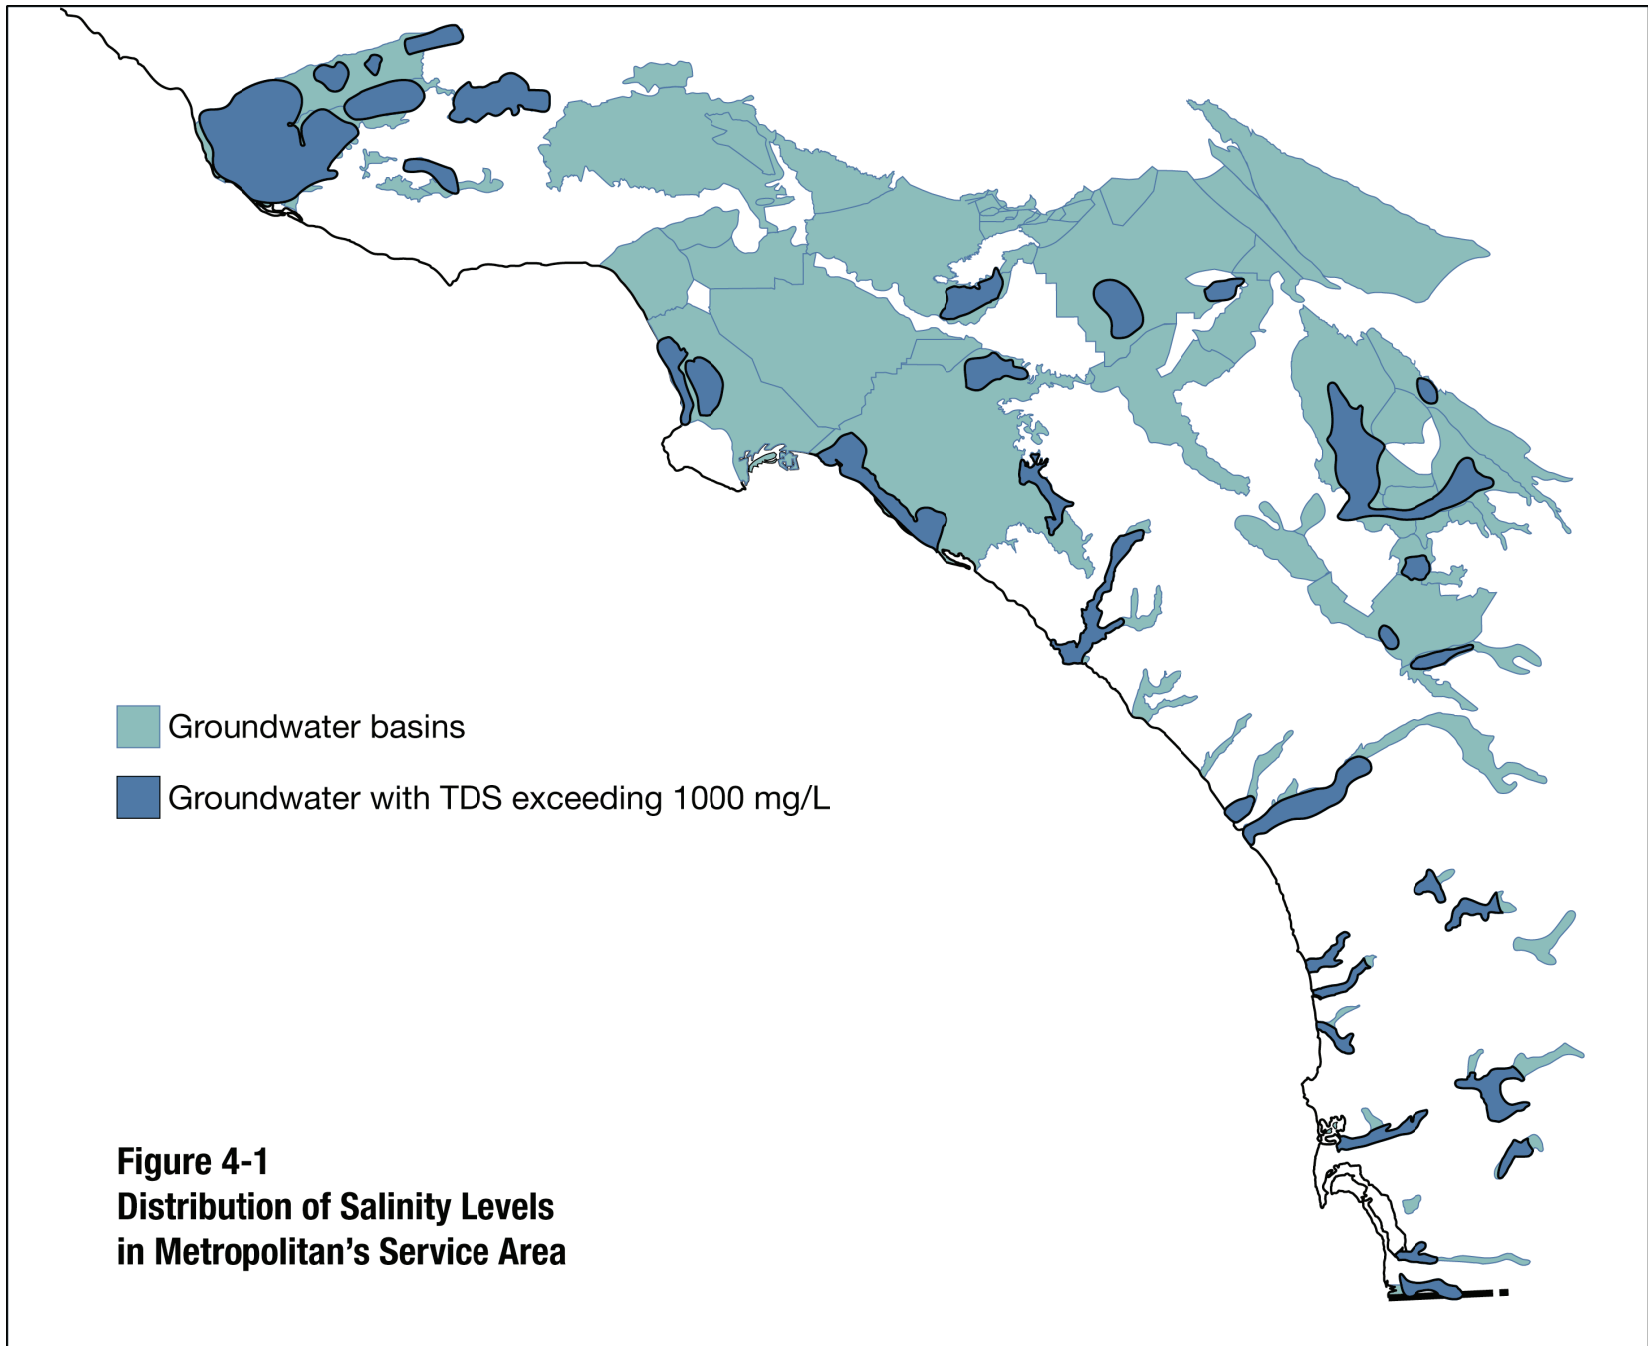 Groundwater basins
Groundwater with TDS exceeding 1000 mg/L
Figure 4-1
Distribution of Salinity Levels
in Metropolitan’s Service Area